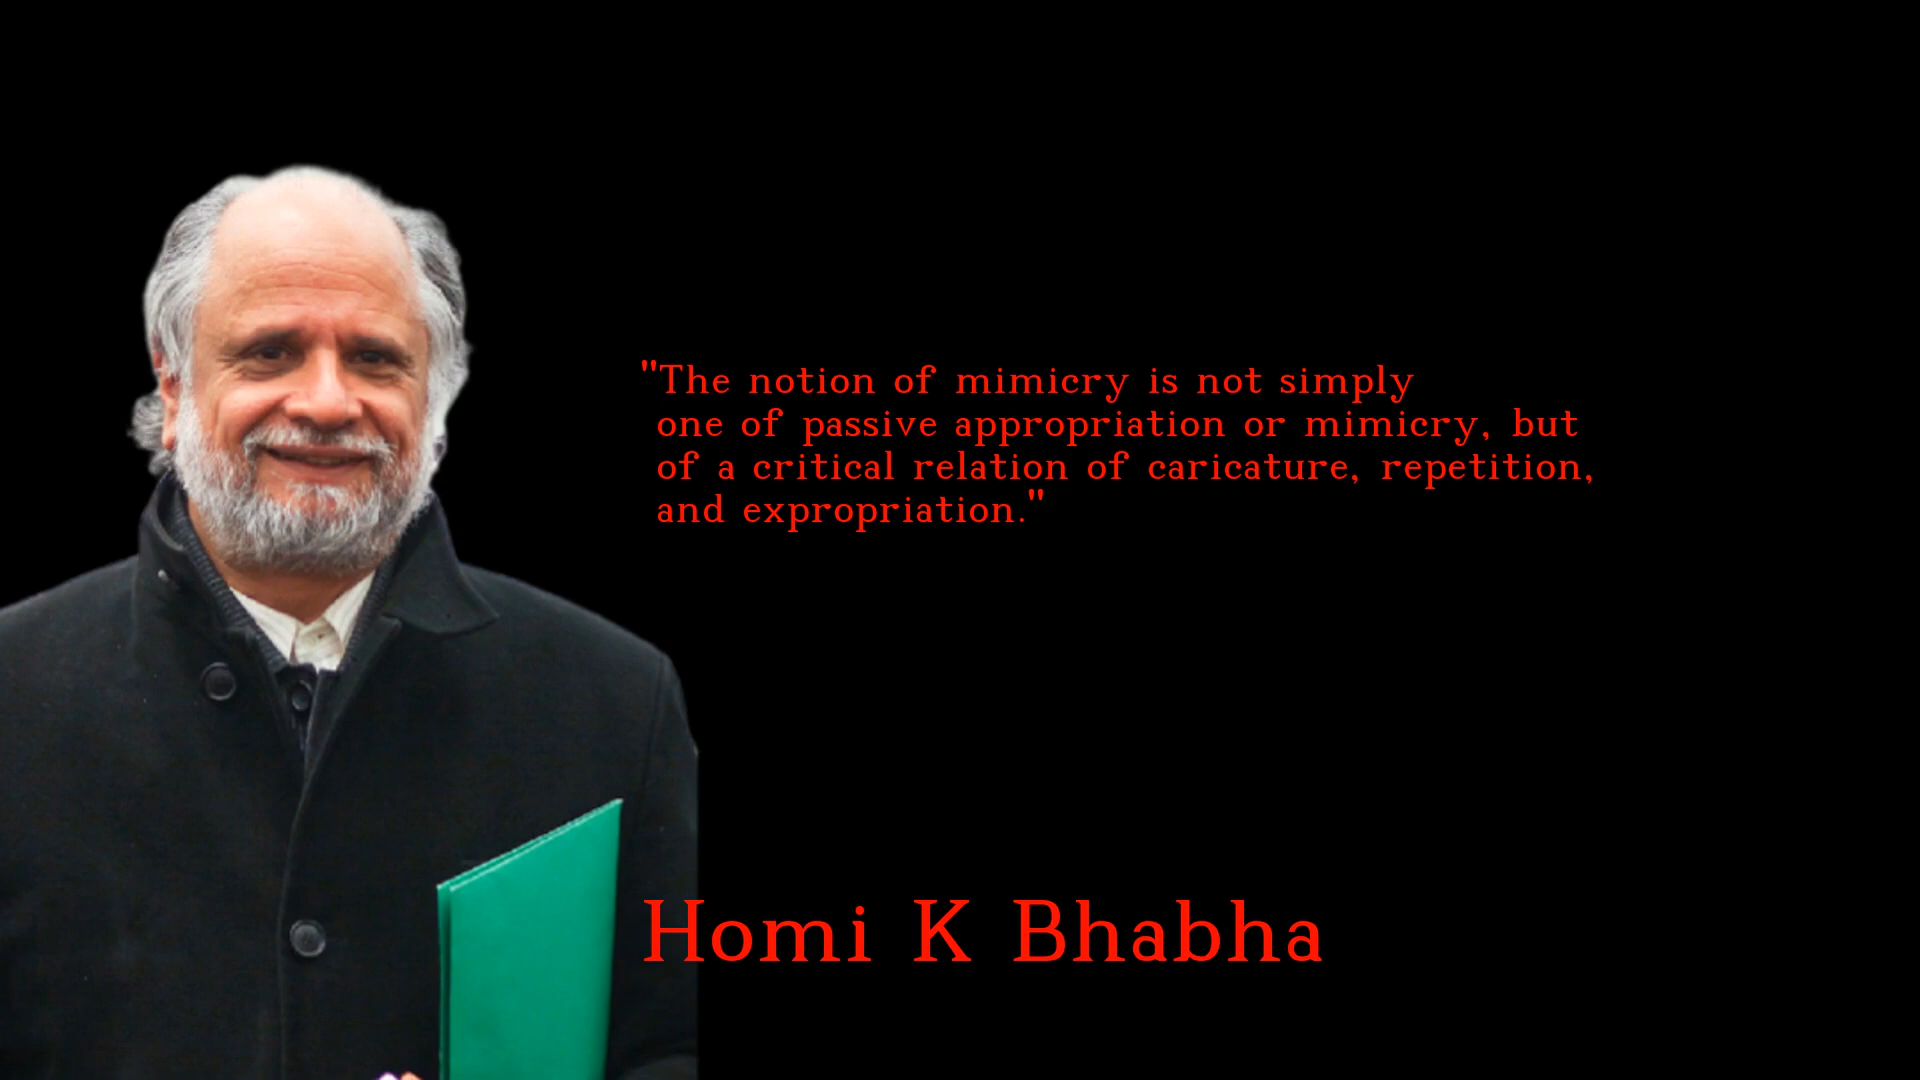 "The notion of mimicry is not simply
one of passive appropriation or mimicry, but
of a critical relation of caricature, repetition,
and expropriation."
Homi K Bhabha